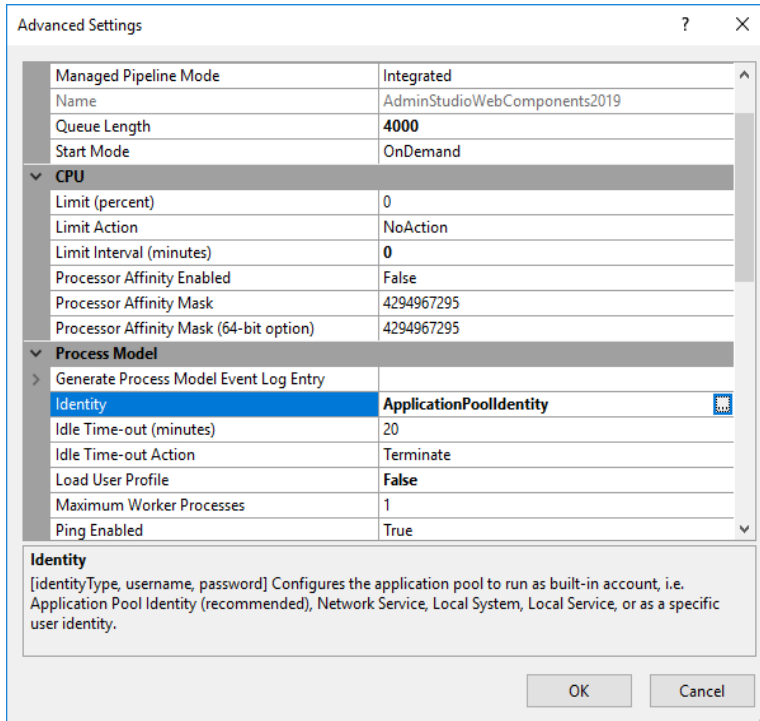 Advanced Settings
?
Managed Pipeline Mode Integrated
Name AdminStudioWebComponents2019
Queue Length 4000
Start Mode OnDemand
CPU
Limit (percent) 0
Limit Action NoAction
Limit Interval (minutes) 0
Processor Affinity Enabled False
Processor Affinity Mask 4294967295
Processor Affinity Mask (64-bit option) 4294967295
Process Model
Generate Process Model Event Log Entry
Identity ApplicationPoolIdentity ...
Idle Time-out (minutes) 20
Idle Time-out Action Terminate
Load User Profile False
Maximum Worker Processes 1
Ping Enabled True
Identity
[identityType, username, password] Configures the application pool to run as built-in account, i.e.
Application Pool Identity (recommended), Network Service, Local System, Local Service, or as a specific
user identity.
OK Cancel